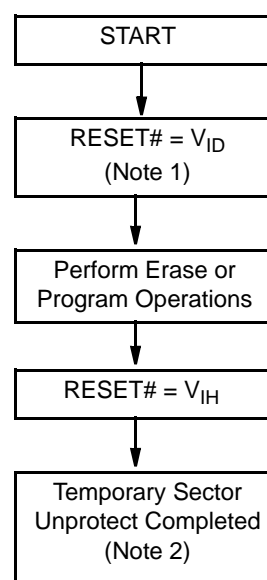 START
RESET# = V_ID
(Note 1)
Perform Erase or
Program Operations
RESET# = V_IH
Temporary Sector
Unprotect Completed
(Note 2)